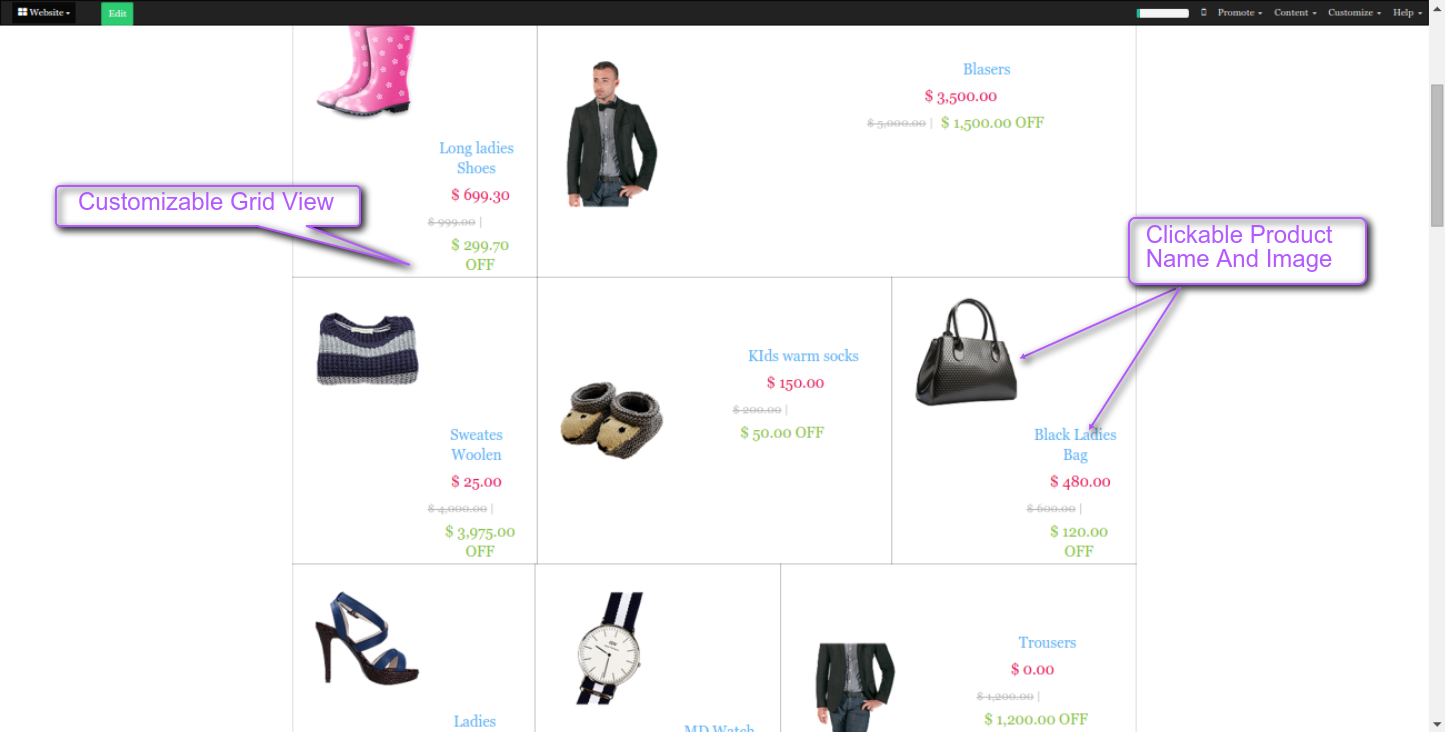 Website
Edit
Promote
Content
Customize
Help
Blasers
$ 3,500.00
$ 5,000.00 | $ 1,500.00 OFF
Long ladies
Shoes
$ 699.30
$ 999.00 |
$ 299.70
OFF
Customizable Grid View
Clickable Product
Name And Image
Sweates
Woolen
$ 25.00
$ 4,000.00 |
$ 3,975.00
OFF
KIds warm socks
$ 150.00
$ 200.00 |
$ 50.00 OFF
Black Ladies
Bag
$ 480.00
$ 600.00 |
$ 120.00
OFF
Ladies
MD Watch
Trousers
$ 0.00
$ 1,200.00 |
$ 1,200.00 OFF